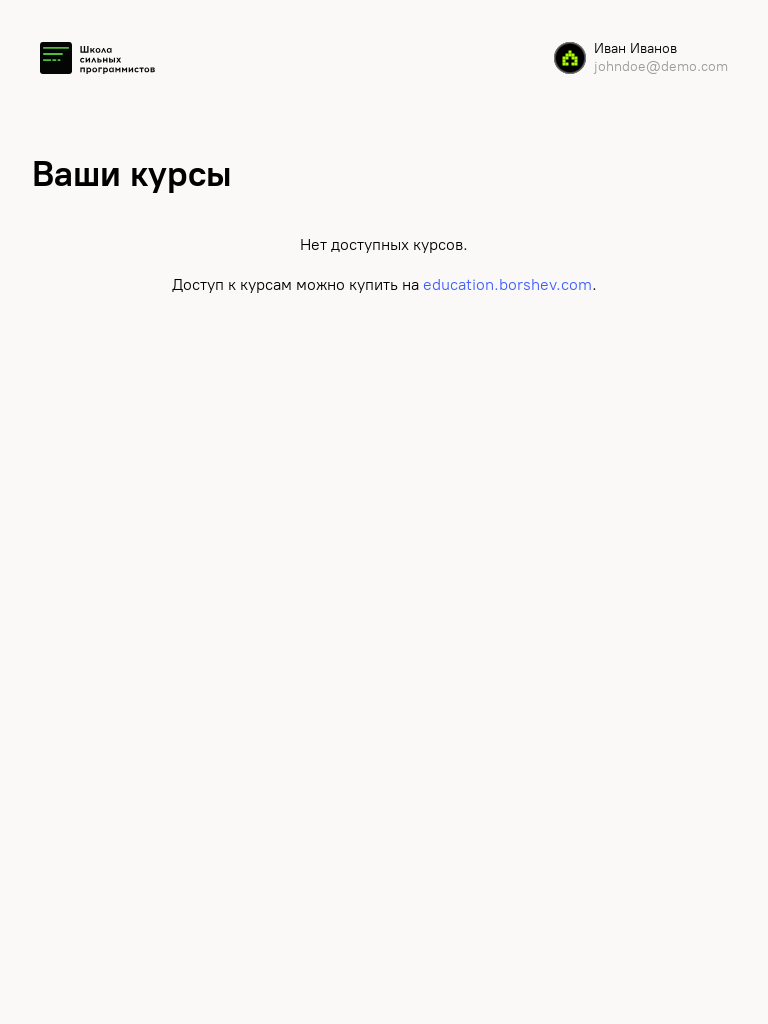 Школа
сильных
программистов
Иван Иванов
johndoe@demo.com
Ваши курсы
Нет доступных курсов.
Доступ к курсам можно купить на education.borshev.com.